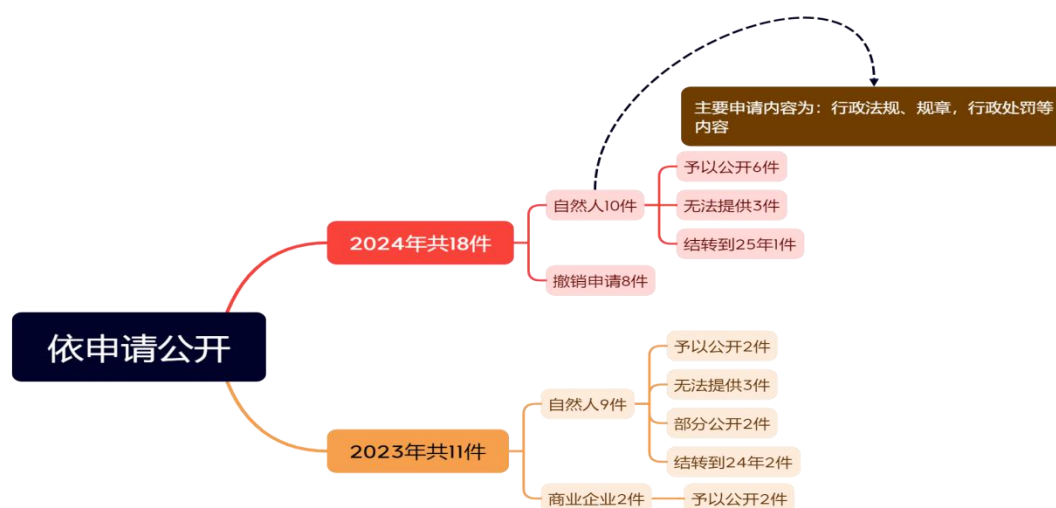 依申请公开
2024年共18件
自然人10件
主要申请内容为：行政法规、规章，行政处罚等
内容
予以公开6件
无法提供3件
结转到25年1件
撤销申请8件
2023年共11件
自然人9件
予以公开2件
无法提供3件
部分公开2件
结转到24年2件
商业企业2件
予以公开2件